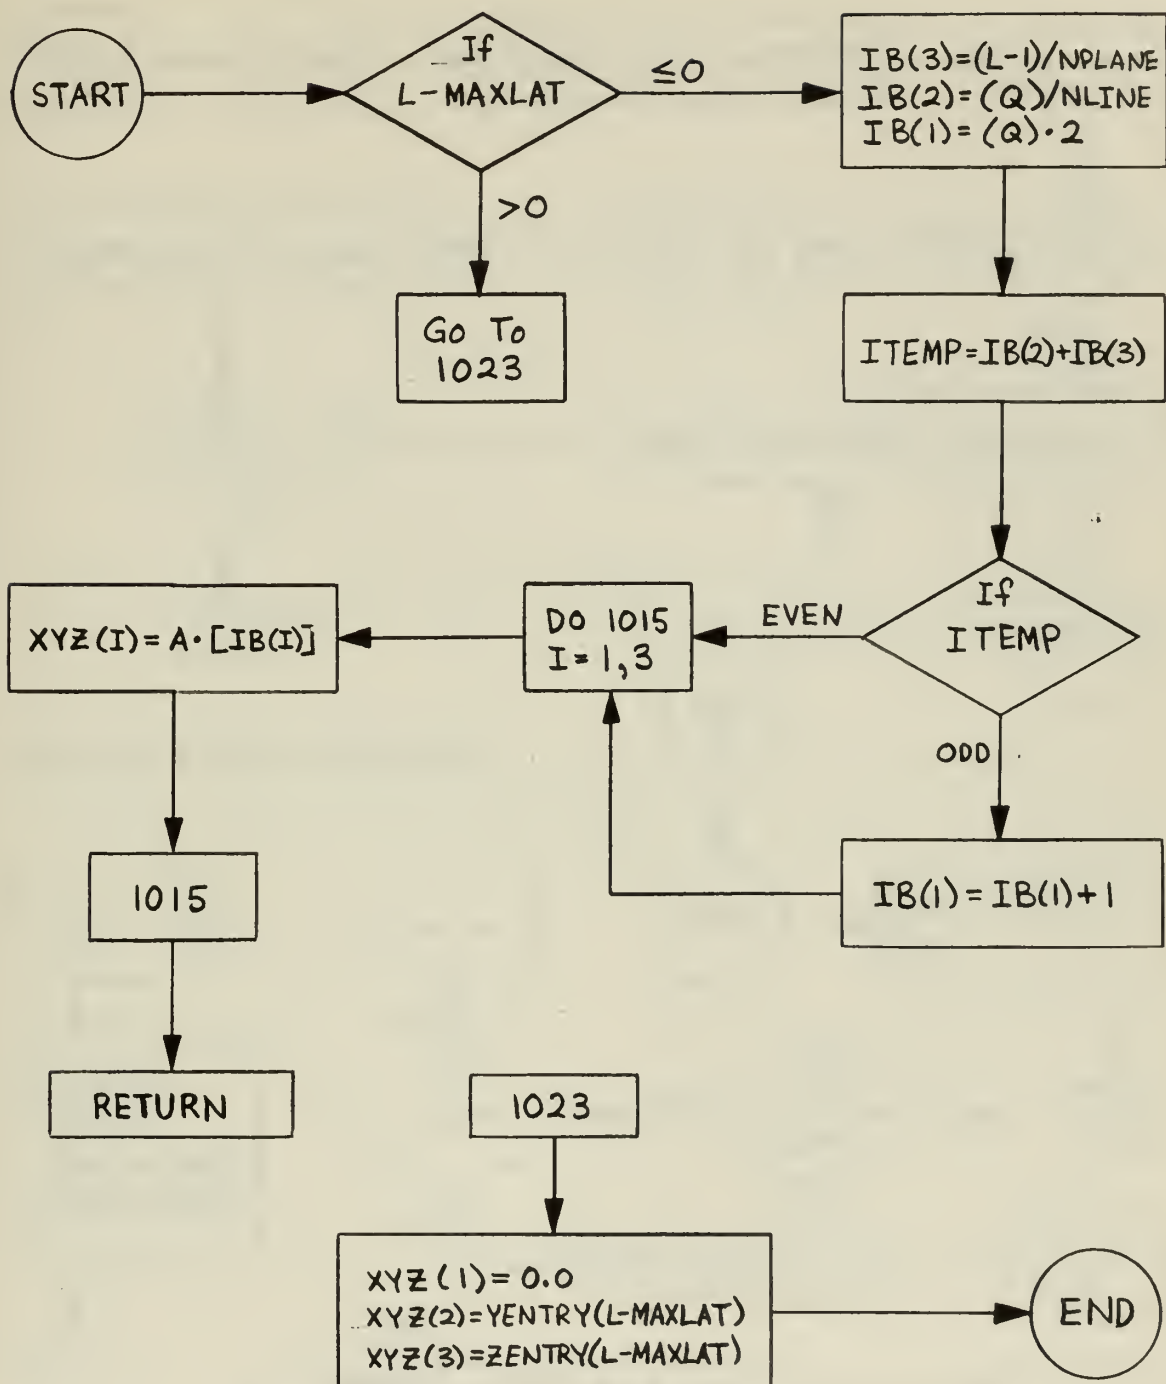 START
If
L-MAXLAT
≤0
>0
Go To
1023
IB(3)=(L-1)/NPLANE
IB(2)=(Q)/NLINE
IB(1)=(Q)·2
ITEMP=IB(2)+IB(3)
If
ITEMP
EVEN
ODD
IB(1)=IB(1)+1
DO 1015
I=1,3
XYZ(I)=A·[IB(I)]
1015
RETURN
1023
XYZ(1)=0.0
XYZ(2)=YENTRY(L-MAXLAT)
XYZ(3)=ZENTRY(L-MAXLAT)
END